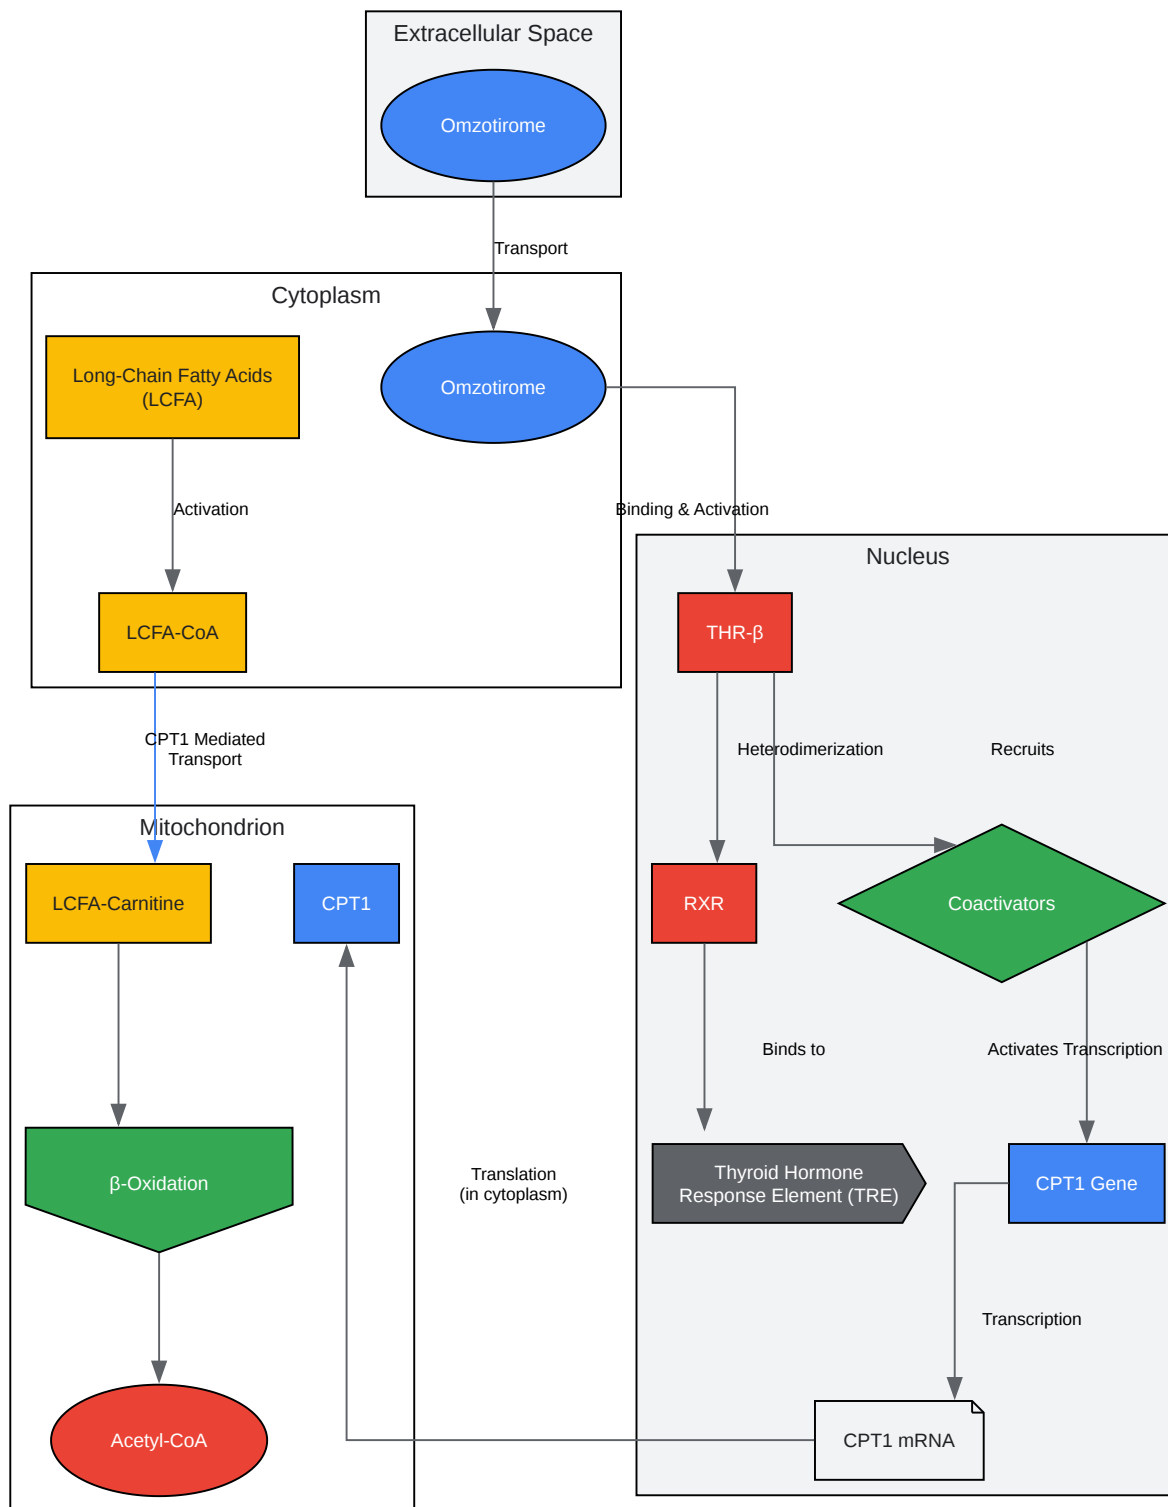 Extracellular Space
Omzotirome
Transport
Cytoplasm
Long-Chain Fatty Acids
(LCFA)
Omzotirome
Activation
Binding & Activation
Nucleus
LCFA-CoA
THR-β
CPT1 Mediated
Transport
Heterodimerization
Recruits
Mitochondrion
LCFA-Carnitine
CPT1
RXR
Coactivators
Binds to
Activates Transcription
β-Oxidation
Translation
(in cytoplasm)
Thyroid Hormone
Response Element (TRE)
CPT1 Gene
Transcription
Acetyl-CoA
CPT1 mRNA